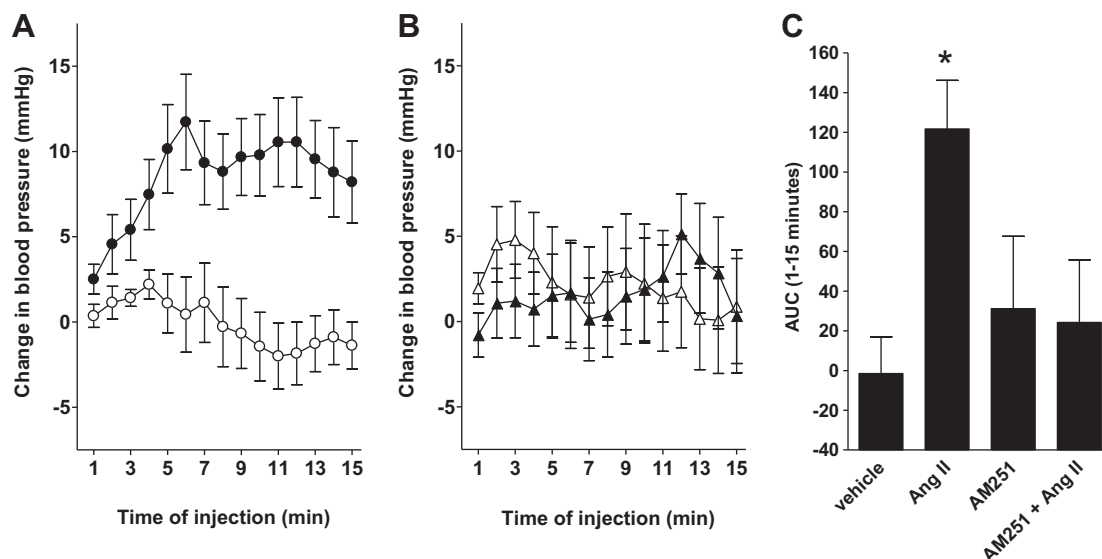 A
Change in blood pressure (mmHg)
15
10
5
0
-5
1 3 5 7 9 11 13 15
Time of injection (min)
B
Change in blood pressure (mmHg)
15
10
5
0
-5
1 3 5 7 9 11 13 15
Time of injection (min)
C
AUC (1-15 minutes)
160
140
120
100
80
60
40
20
0
-20
-40
*
vehicle
Ang II
AM251
AM251 + Ang II